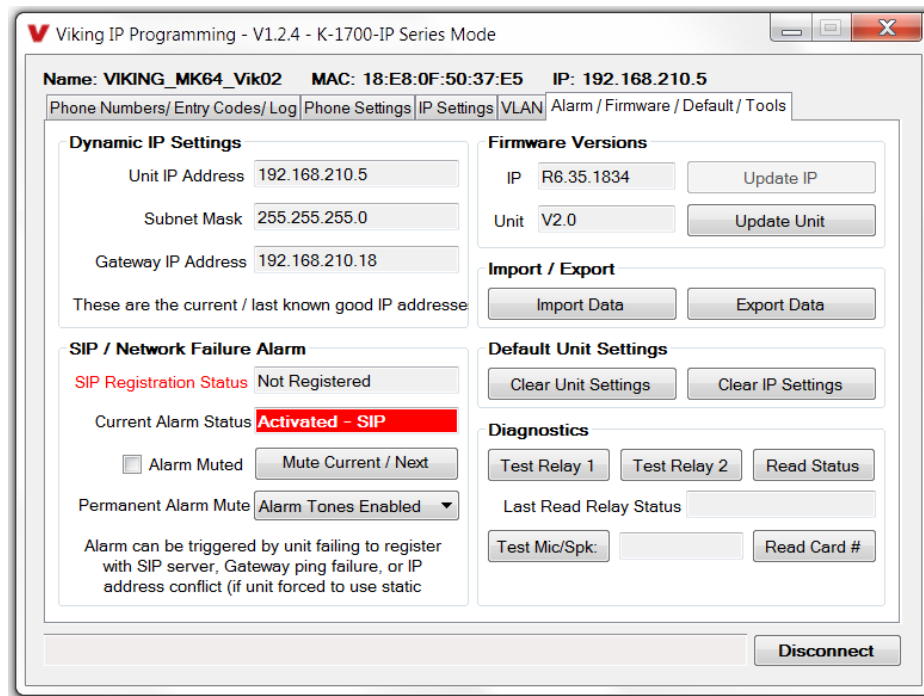 Viking IP Programming - V1.2.4 - K-1700-IP Series Mode
Name: VIKING_MK64_Vik02 MAC: 18:E8:0F:50:37:E5 IP: 192.168.210.5
Phone Numbers/ Entry Codes/ Log Phone Settings IP Settings VLAN Alarm / Firmware / Default / Tools
Dynamic IP Settings
Unit IP Address 192.168.210.5
Subnet Mask 255.255.255.0
Gateway IP Address 192.168.210.18
These are the current / last known good IP addresse
SIP / Network Failure Alarm
SIP Registration Status Not Registered
Current Alarm Status Activated - SIP
Alarm Muted Mute Current / Next
Permanent Alarm Mute Alarm Tones Enabled
Alarm can be triggered by unit failing to register
with SIP server, Gateway ping failure, or IP
address conflict (if unit forced to use static
Firmware Versions
IP R6.35.1834 Update IP
Unit V2.0 Update Unit
Import / Export
Import Data Export Data
Default Unit Settings
Clear Unit Settings Clear IP Settings
Diagnostics
Test Relay 1 Test Relay 2 Read Status
Last Read Relay Status
Test Mic/Spk: Read Card #
Disconnect